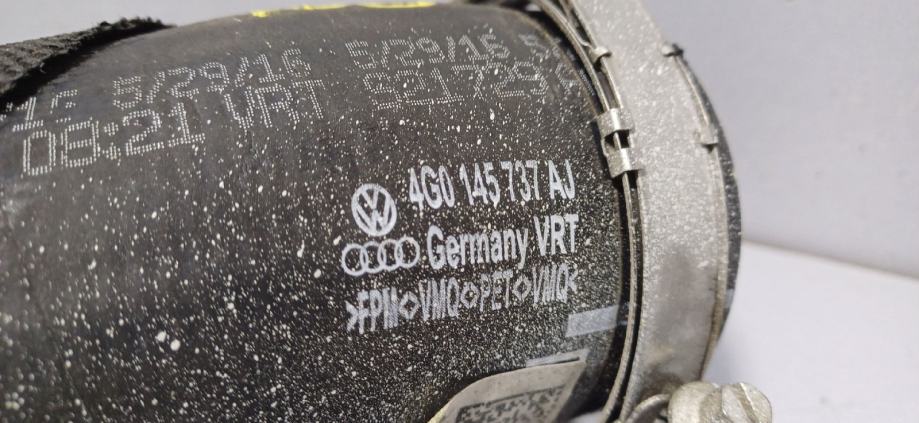 5/29/16 5/29/16
08:21 VRT S21729
4G0 145 737 AJ
Germany VRT
>FPM◇VMQ◇PET◇VMQ<